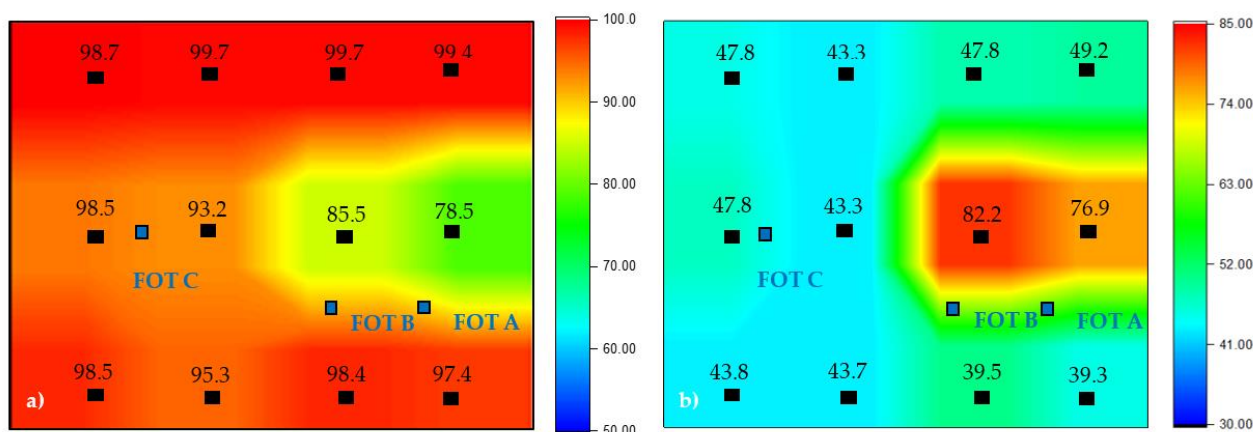 98.7 99.7 99.7 99.4
98.5 93.2 85.5 78.5
FOT C
FOT B FOT A
98.5 95.3 98.4 97.4
a)
100.0
90.00
80.00
70.00
60.00
50.00
47.8 43.3 47.8 49.2
47.8 43.3 82.2 76.9
FOT C
FOT B FOT A
43.8 43.7 39.5 39.3
b)
85.00
74.00
63.00
52.00
41.00
30.00